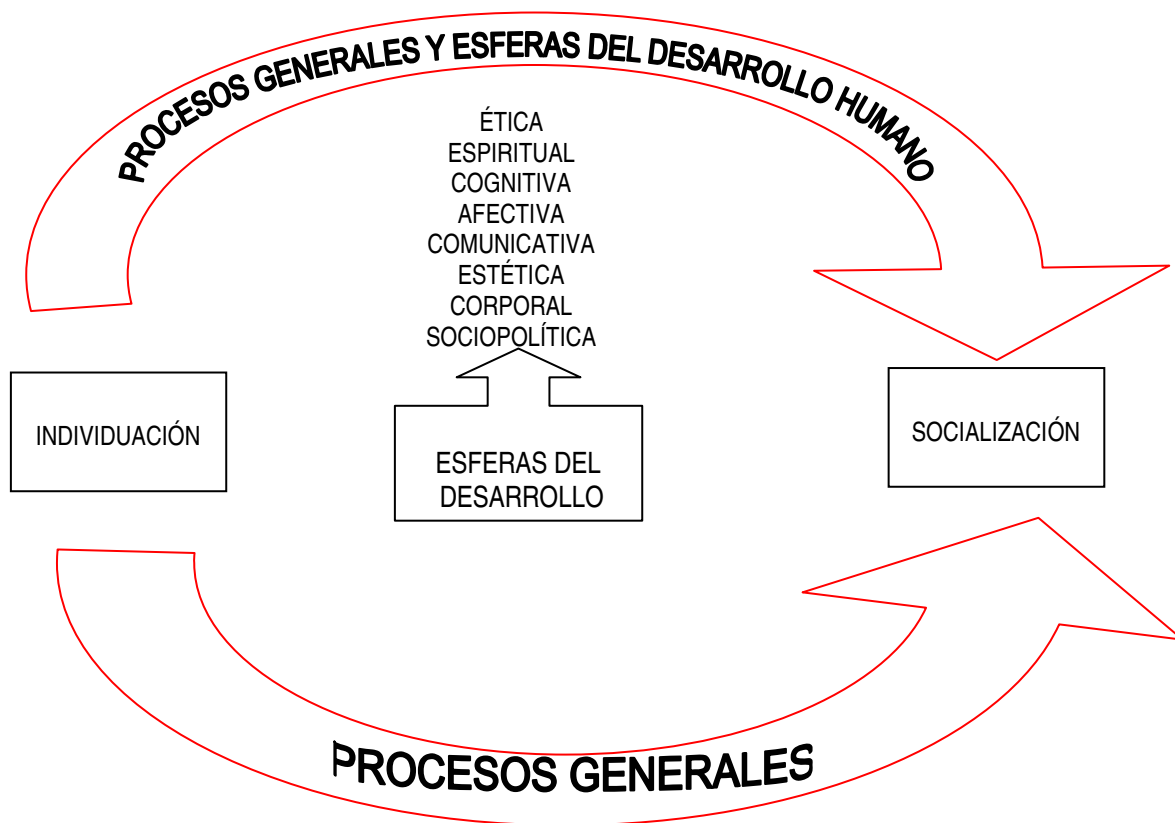 PROCESOS GENERALES Y ESFERAS DEL DESARROLLO HUMANO
ÉTICA
ESPIRITUAL
COGNITIVA
AFECTIVA
COMUNICATIVA
ESTÉTICA
CORPORAL
SOCIOPOLÍTICA
INDIVIDUACIÓN
ESFERAS DEL
DESARROLLO
SOCIALIZACIÓN
PROCESOS GENERALES